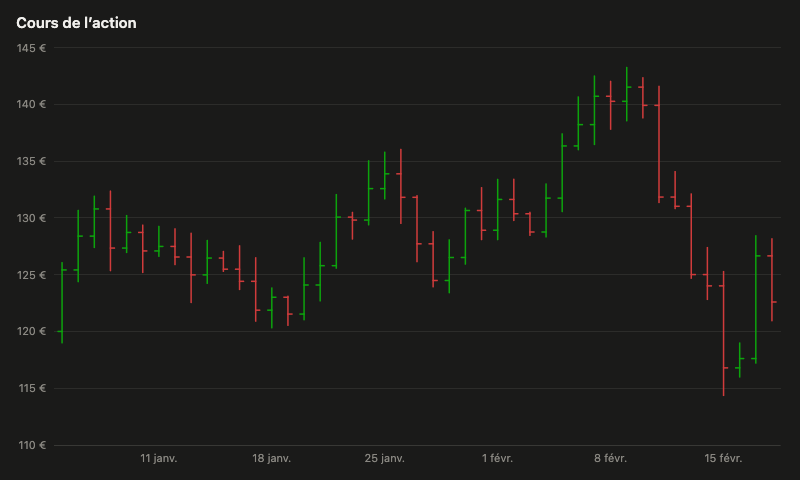 Cours de l’action
145 €
140 €
135 €
130 €
125 €
120 €
115 €
110 €
11 janv.
18 janv.
25 janv.
1 févr.
8 févr.
15 févr.